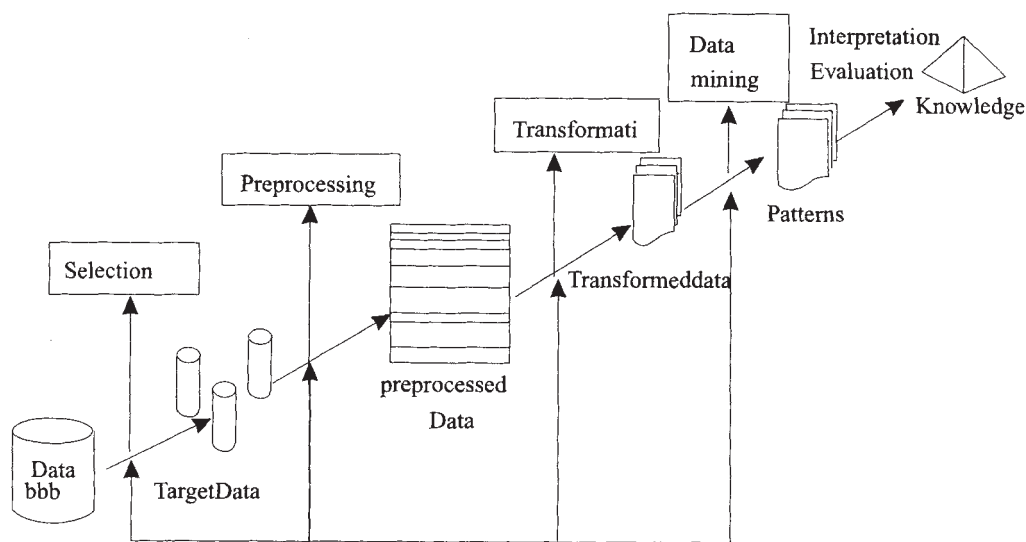 Data
bbb
TargetData
Selection
Preprocessing
preprocessed
Data
Transformati
Transformeddata
Data
mining
Patterns
Interpretation
Evaluation
Knowledge